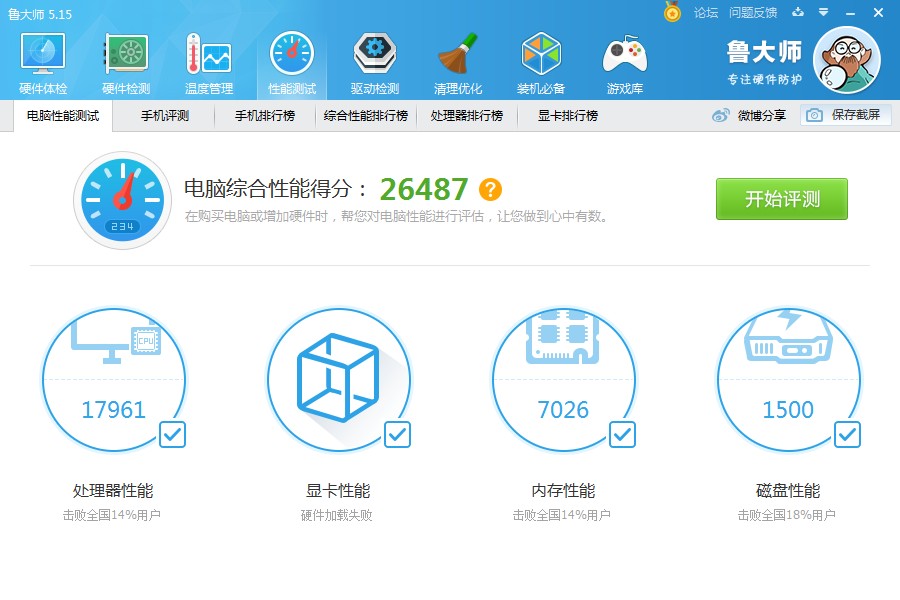 鲁大师 5.15
论坛 问题反馈
硬件体检 硬件检测 温度管理 性能测试 驱动检测 清理优化 装机必备 游戏库
鲁大师
专注硬件防护
电脑性能测试 手机评测 手机排行榜 综合性能排行榜 处理器排行榜 显卡排行榜 微博分享 保存截屏
电脑综合性能得分： 26487 ?
在购买电脑或增加硬件时，帮您对电脑性能进行评估，让您做到心中有数。
开始评测
234
CPU
17961 7026 1500
处理器性能 显卡性能 内存性能 磁盘性能
击败全国14%用户 硬件加载失败 击败全国14%用户 击败全国18%用户